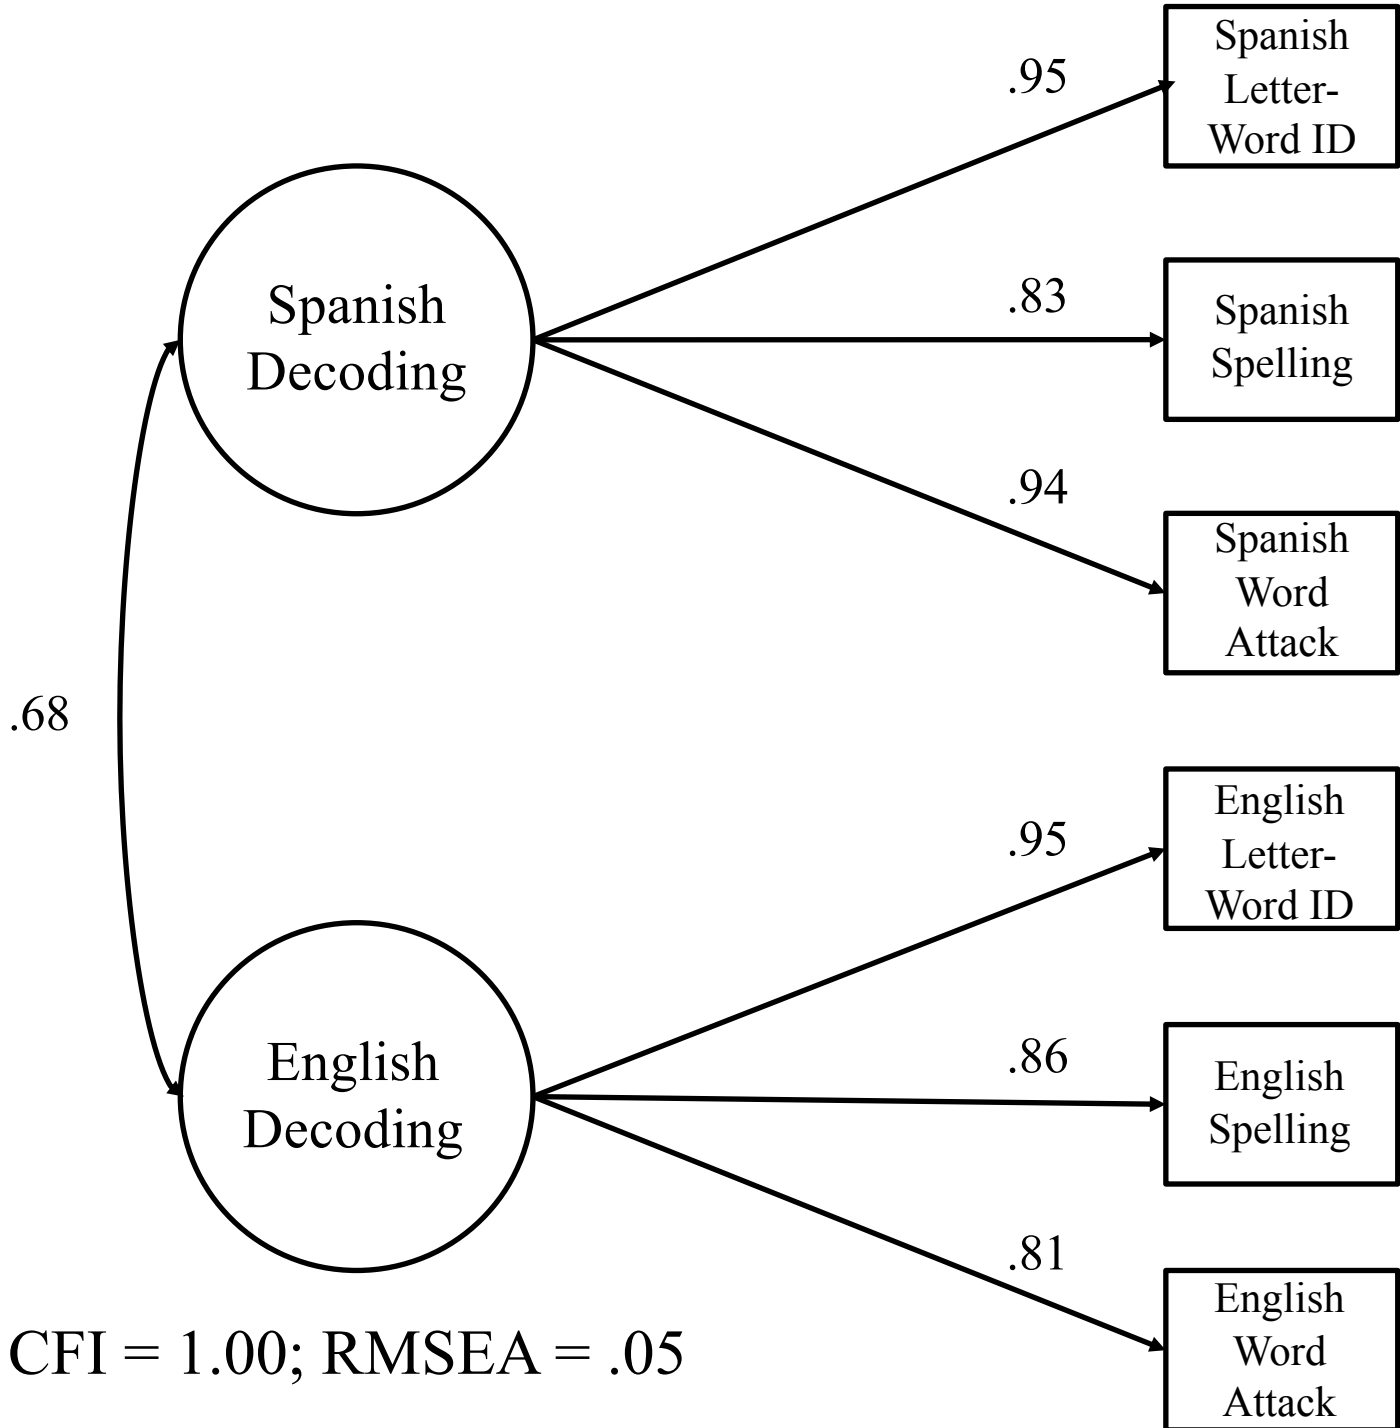 Spanish
Letter-
Word ID
.95
Spanish
Decoding
.83
Spanish
Spelling
.94
Spanish
Word
Attack
.68
English
Letter-
Word ID
.95
English
Decoding
.86
English
Spelling
.81
English
Word
Attack
CFI = 1.00; RMSEA = .05